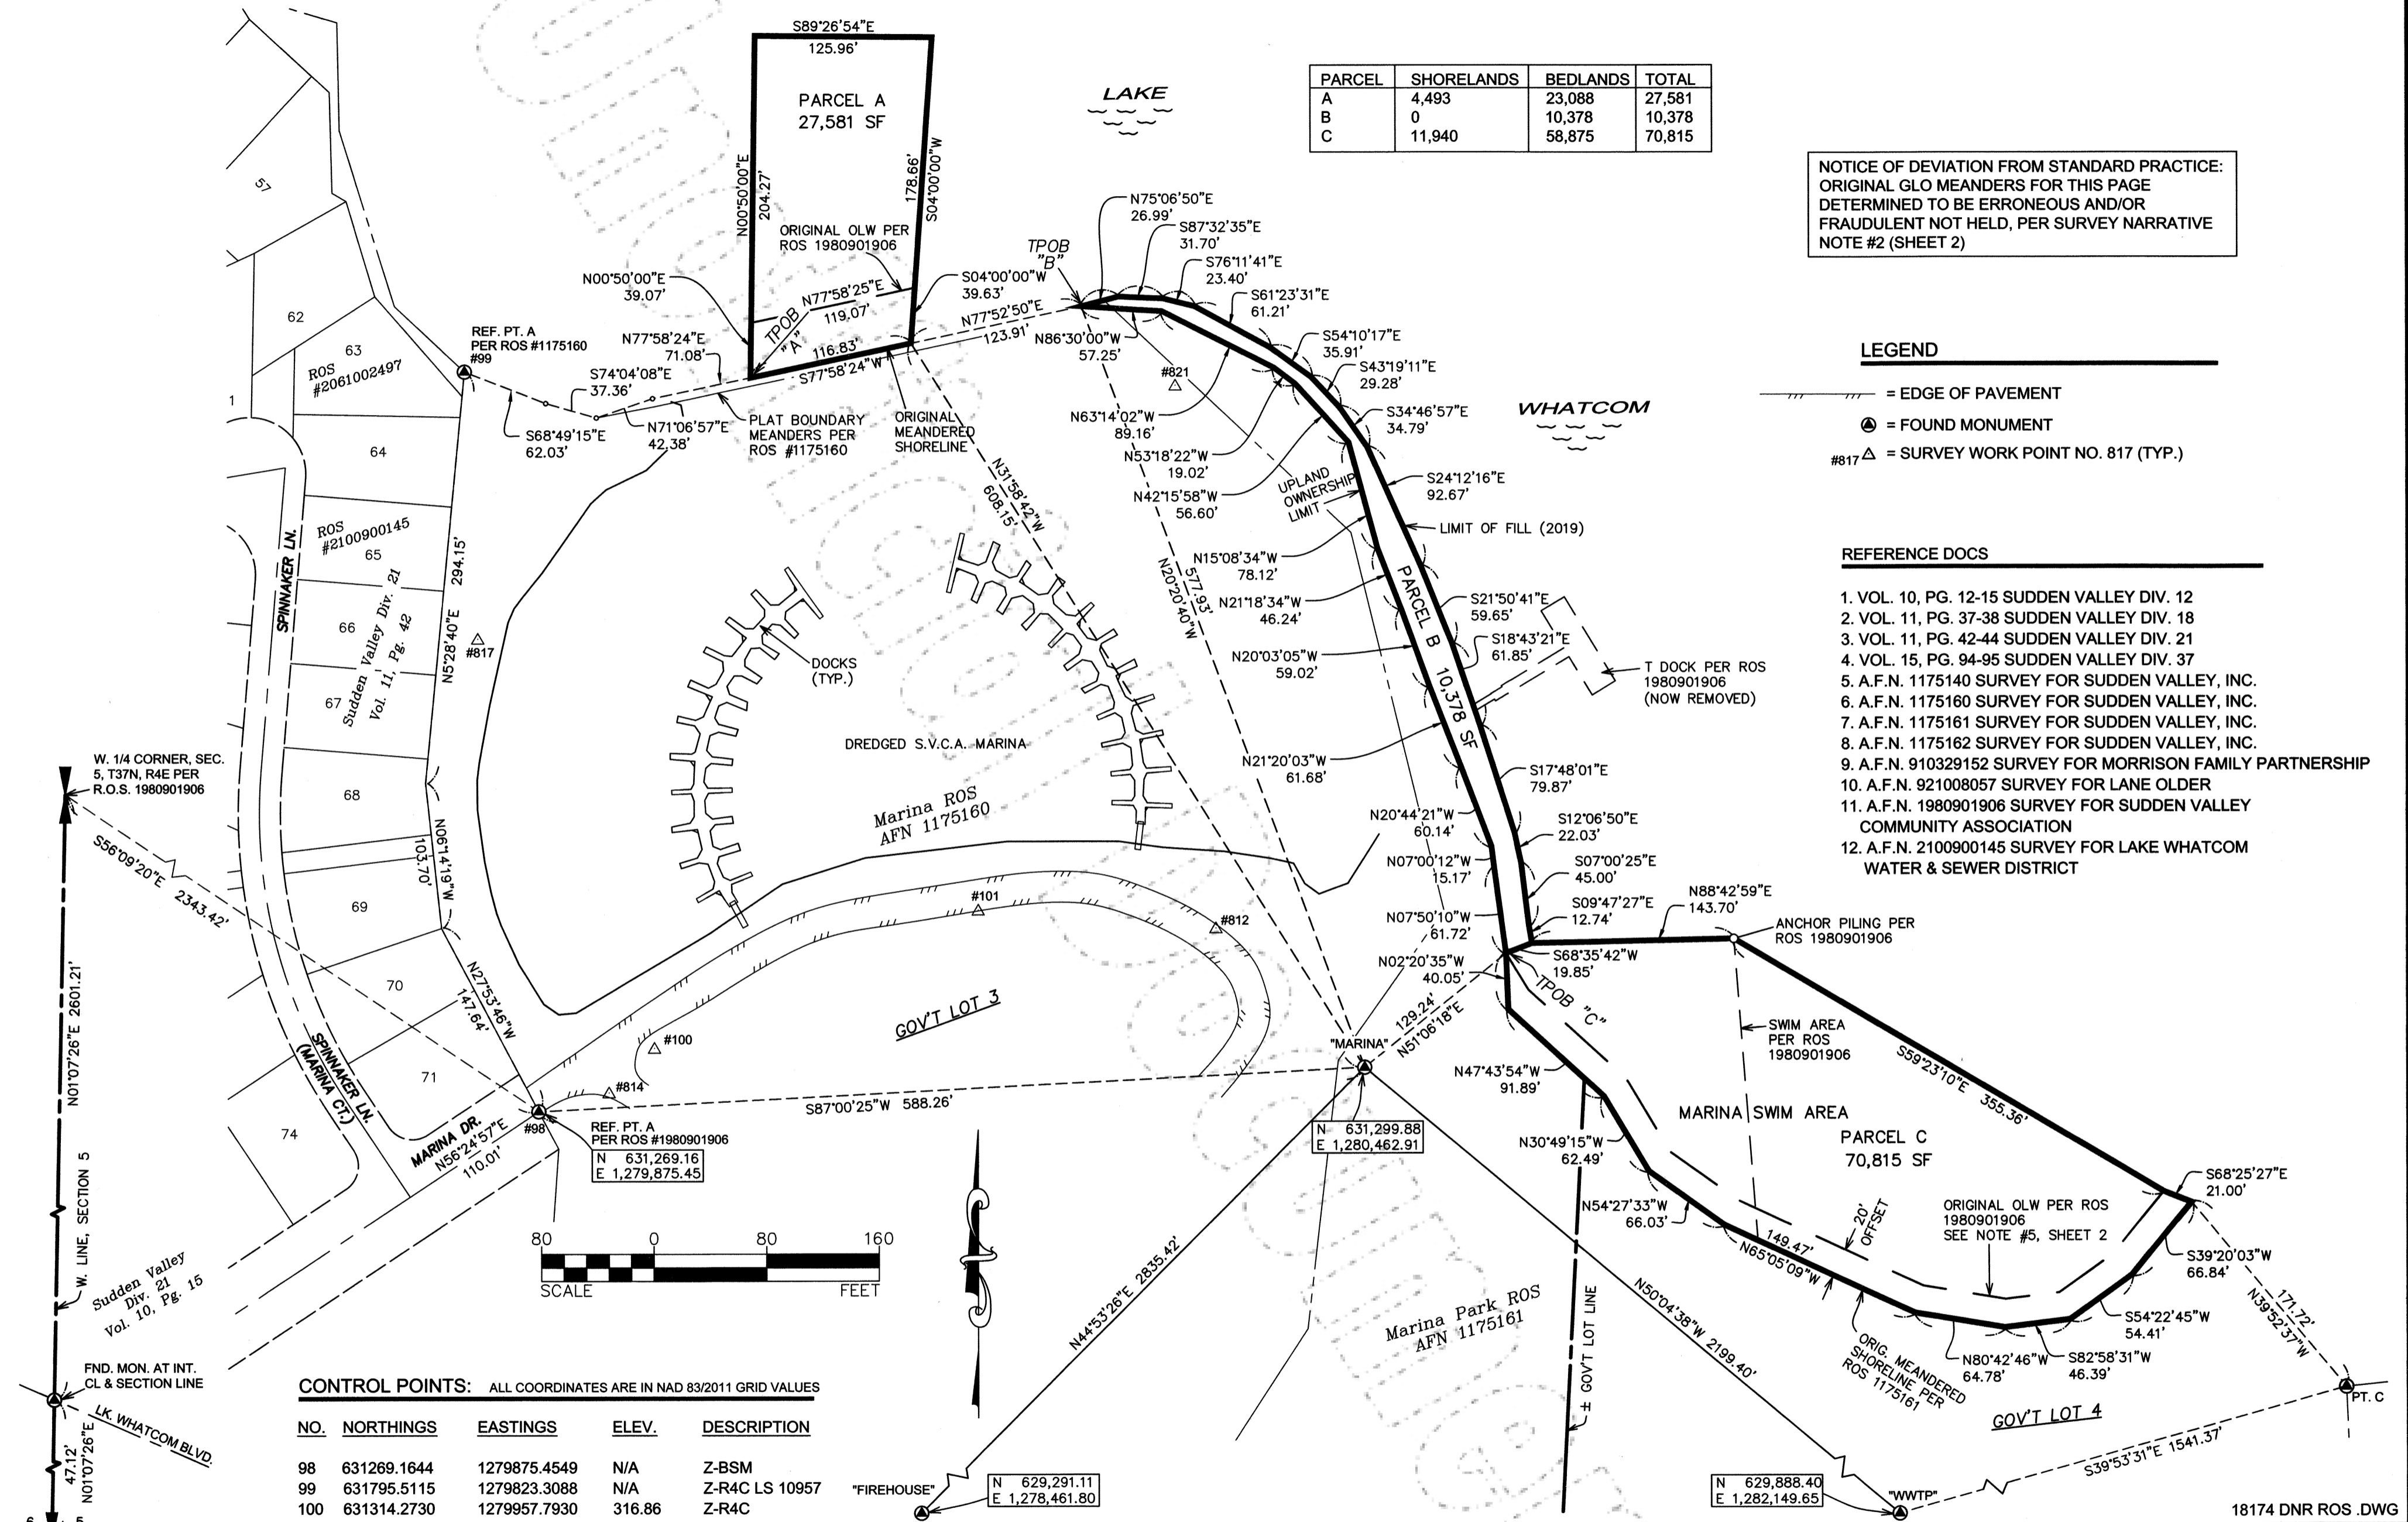 S89°26'54"E
125.96'
PARCEL A
27,581 SF
N00°50'00"E
204.27'
178.66'
S04°00'00"W
ORIGINAL OLW PER
ROS 1980901906
N77°58'25"E
119.07'
TPOB
"A"
116.83'
S77°58'24"W
N00°50'00"E
39.07'
S04°00'00"W
39.63'
N77°52'50"E
123.91'
N77°58'24"E
71.08'
S74°04'08"E
37.36'
S68°49'15"E
62.03'
N71°06'57"E
42.38'
PLAT BOUNDARY
MEANDERS PER
ROS #1175160
ORIGINAL
MEANDERED
SHORELINE
REF. PT. A
PER ROS #1175160
#99
LAKE
WHATCOM
PARCEL SHORELANDS BEDLANDS TOTAL
A 4,493 23,088 27,581
B 0 10,378 10,378
C 11,940 58,875 70,815
NOTICE OF DEVIATION FROM STANDARD PRACTICE:
ORIGINAL GLO MEANDERS FOR THIS PAGE
DETERMINED TO BE ERRONEOUS AND/OR
FRAUDULENT NOT HELD, PER SURVEY NARRATIVE
NOTE #2 (SHEET 2)
LEGEND
= EDGE OF PAVEMENT
= FOUND MONUMENT
#817 = SURVEY WORK POINT NO. 817 (TYP.)
REFERENCE DOCS
1. VOL. 10, PG. 12-15 SUDDEN VALLEY DIV. 12
2. VOL. 11, PG. 37-38 SUDDEN VALLEY DIV. 18
3. VOL. 11, PG. 42-44 SUDDEN VALLEY DIV. 21
4. VOL. 15, PG. 94-95 SUDDEN VALLEY DIV. 37
5. A.F.N. 1175140 SURVEY FOR SUDDEN VALLEY, INC.
6. A.F.N. 1175160 SURVEY FOR SUDDEN VALLEY, INC.
7. A.F.N. 1175161 SURVEY FOR SUDDEN VALLEY, INC.
8. A.F.N. 1175162 SURVEY FOR SUDDEN VALLEY, INC.
9. A.F.N. 910329152 SURVEY FOR MORRISON FAMILY PARTNERSHIP
10. A.F.N. 921008057 SURVEY FOR LANE OLDER
11. A.F.N. 1980901906 SURVEY FOR SUDDEN VALLEY
COMMUNITY ASSOCIATION
12. A.F.N. 2100900145 SURVEY FOR LAKE WHATCOM
WATER & SEWER DISTRICT
TPOB
"B"
N75°06'50"E
26.99'
S87°32'35"E
31.70'
S76°11'41"E
23.40'
S61°23'31"E
61.21'
S54°10'17"E
35.91'
S43°19'11"E
29.28'
S34°46'57"E
34.79'
S24°12'16"E
92.67'
LIMIT OF FILL (2019)
S21°50'41"E
59.65'
S18°43'21"E
61.85'
T DOCK PER ROS
1980901906
(NOW REMOVED)
S17°48'01"E
79.87'
S12°06'50"E
22.03'
S07°00'25"E
45.00'
S09°47'27"E
12.74'
S68°35'42"W
19.85'
N86°30'00"W
57.25'
#821
N63°14'02"W
89.16'
N53°18'22"W
19.02'
N42°15'58"W
56.60'
UPLAND
OWNERSHIP
LIMIT
N15°08'34"W
78.12'
N21°18'34"W
46.24'
N20°03'05"W
59.02'
N21°20'03"W
61.68'
N20°44'21"W
60.14'
N07°00'12"W
15.17'
N07°50'10"W
61.72'
N02°20'35"W
40.05'
PARCEL B 10,378 SF
N31°58'42"W
608.15'
577.93'
N20°20'40"W
57
62
63
ROS
#2061002497
1
64
ROS
#2100900145
65
66
67
68
69
70
71
74
Sudden Valley Div. 21
Vol. 11, Pg. 42
294.15'
N5°28'40"E
#817
SPINNAKER LN.
N06°14'19"W
103.70'
N27°53'46"W
147.64'
SPINNAKER LN.
(MARINA CT.)
MARINA DR.
N56°24'57"E
110.01'
W. 1/4 CORNER, SEC.
5, T37N, R4E PER
R.O.S. 1980901906
S56°09'20"E 2343.42'
N01°07'26"E 2601.21'
W. LINE, SECTION 5
Sudden Valley
Div. 21
Vol. 10, Pg. 15
FND. MON. AT INT.
CL & SECTION LINE
LK. WHATCOM BLVD.
47.12'
N01°07'26"E
6 5
DOCKS
(TYP.)
DREDGED S.V.C.A. MARINA
Marina ROS
AFN 1175160
#101
#812
#100
#814
GOV'T LOT 3
#98
REF. PT. A
PER ROS #1980901906
N 631,269.16
E 1,279,875.45
S87°00'25"W 588.26'
"MARINA"
N 631,299.88
E 1,280,462.91
129.24'
N51°06'18"E
80 0 80 160
SCALE FEET
N44°53'26"E 2835.42'
"FIREHOUSE"
N 629,291.11
E 1,278,461.80
N50°04'38"W 2199.40'
N 629,888.40
E 1,282,149.65
"WWTP"
S39°53'31"E 1541.37'
Marina Park ROS
AFN 1175161
± GOV'T LOT LINE
N88°42'59"E
143.70'
ANCHOR PILING PER
ROS 1980901906
TPOB "C"
SWIM AREA
PER ROS
1980901906
S59°23'10"E 355.36'
N47°43'54"W
91.89'
MARINA SWIM AREA
PARCEL C
70,815 SF
N30°49'15"W
62.49'
N54°27'33"W
66.03'
149.47'
N65°05'09"W
20'
OFFSET
ORIGINAL OLW PER ROS
1980901906
SEE NOTE #5, SHEET 2
S68°25'27"E
21.00'
S39°20'03"W
66.84'
S54°22'45"W
54.41'
S82°58'31"W
46.39'
N80°42'46"W
64.78'
ORIG. MEANDERED
SHORELINE PER
ROS 1175161
171.72'
N39°52'37"W
PT. C
GOV'T LOT 4
CONTROL POINTS: ALL COORDINATES ARE IN NAD 83/2011 GRID VALUES
NO. NORTHINGS EASTINGS ELEV. DESCRIPTION
98 631269.1644 1279875.4549 N/A Z-BSM
99 631795.5115 1279823.3088 N/A Z-R4C LS 10957
100 631314.2730 1279957.7930 316.86 Z-R4C
18174 DNR ROS .DWG